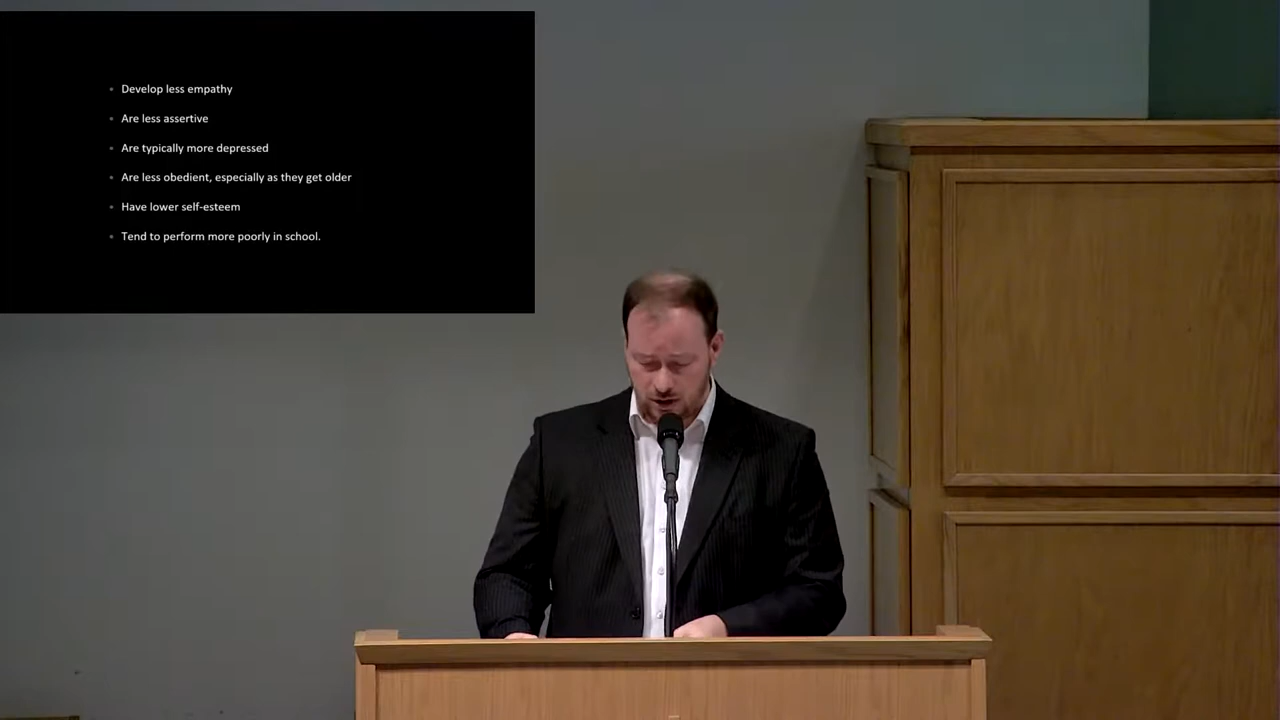 Develop less empathy
Are less assertive
Are typically more depressed
Are less obedient, especially as they get older
Have lower self-esteem
Tend to perform more poorly in school.